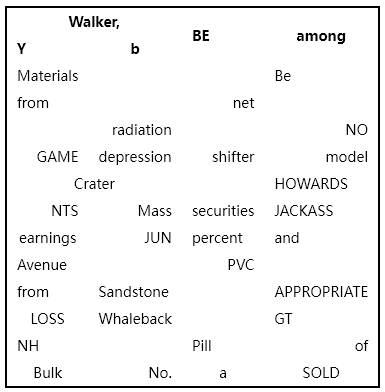 Walker, BE among
Y b
Materials Be
from net
radiation NO
GAME depression shifter model
Crater HOWARDS
NTS Mass securities JACKASS
earnings JUN percent and
Avenue PVC
from Sandstone APPROPRIATE
LOSS Whaleback GT
NH Pill of
Bulk No. a SOLD